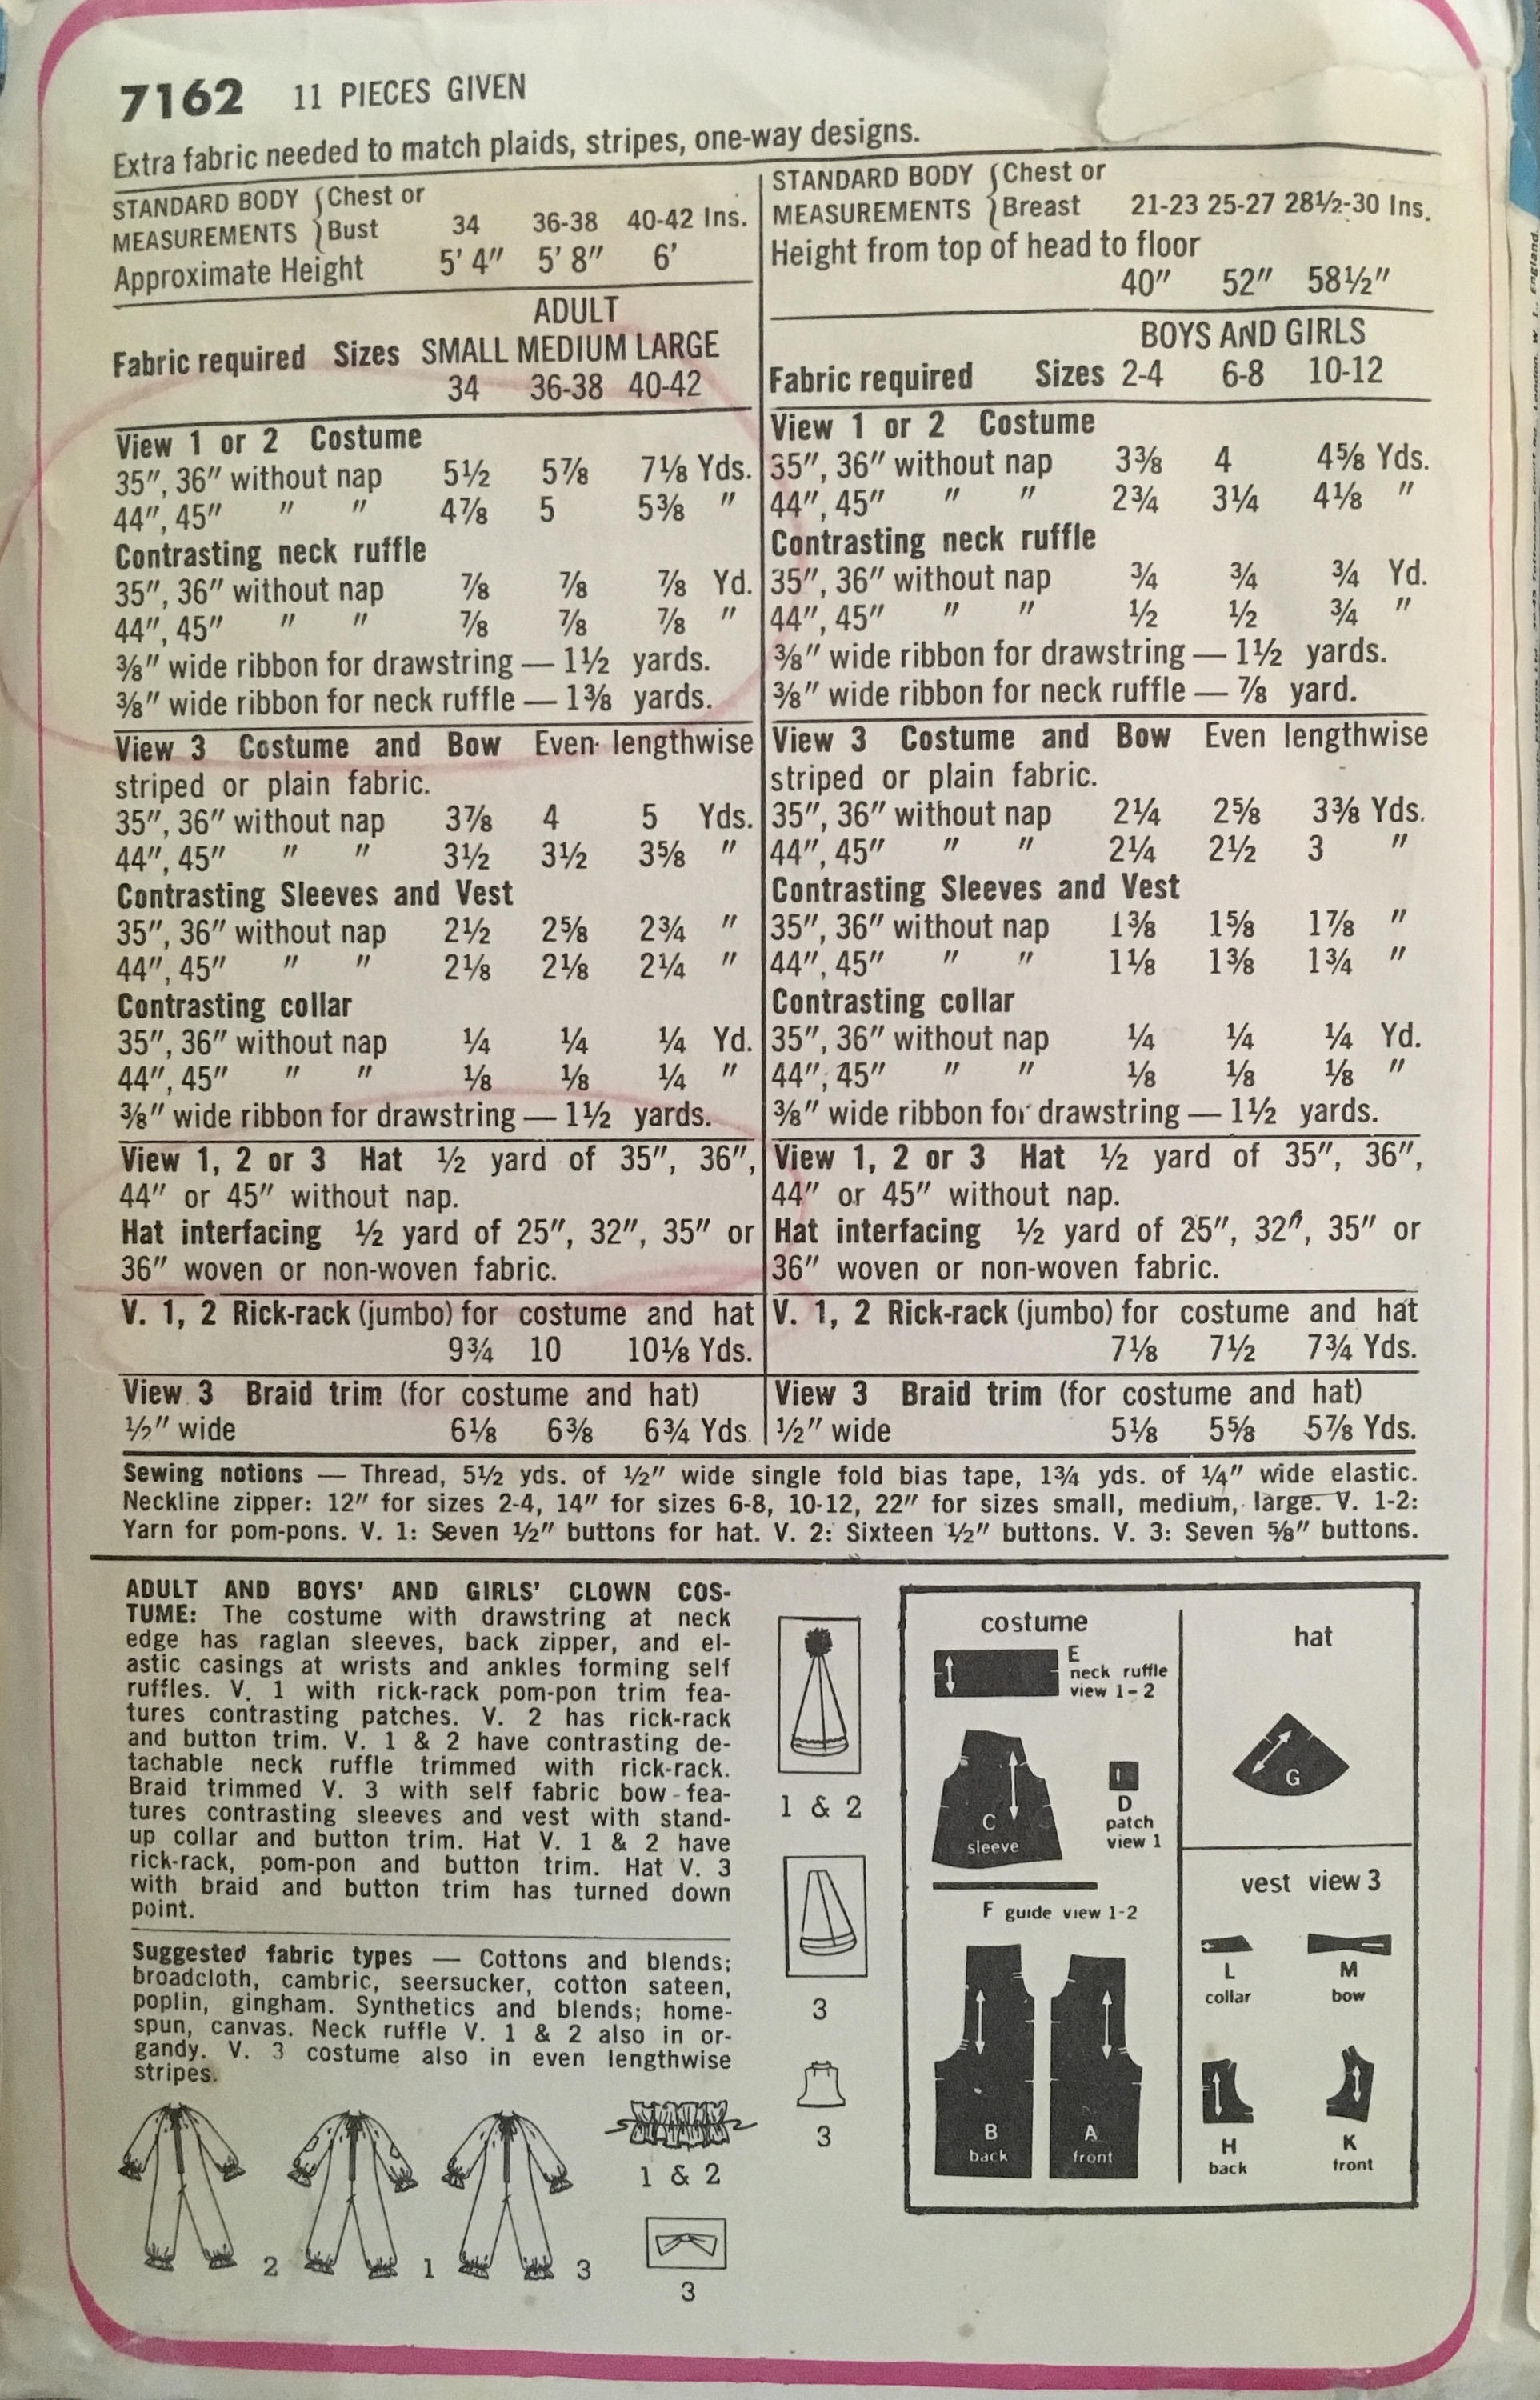 7162 11 PIECES GIVEN
Extra fabric needed to match plaids, stripes, one-way designs.
STANDARD BODY Chest or
MEASUREMENTS Bust 34 36-38 40-42 Ins.
Approximate Height 5' 4" 5' 8" 6'
ADULT
Fabric required Sizes SMALL MEDIUM LARGE
34 36-38 40-42
View 1 or 2 Costume
35", 36" without nap 5½ 5⅞ 7⅛ Yds.
44", 45" " " 4⅞ 5 5⅜ "
Contrasting neck ruffle
35", 36" without nap ⅞ ⅞ ⅞ Yd.
44", 45" " " ⅞ ⅞ ⅞ "
⅜" wide ribbon for drawstring — 1½ yards.
⅜" wide ribbon for neck ruffle — 1⅜ yards.
View 3 Costume and Bow Even lengthwise
striped or plain fabric.
35", 36" without nap 3⅞ 4 5 Yds.
44", 45" " " 3½ 3½ 3⅝ "
Contrasting Sleeves and Vest
35", 36" without nap 2½ 2⅝ 2¾ "
44", 45" " " 2⅛ 2⅛ 2¼ "
Contrasting collar
35", 36" without nap ¼ ¼ ¼ Yd.
44", 45" " " ⅛ ⅛ ¼ "
⅜" wide ribbon for drawstring — 1½ yards.
View 1, 2 or 3 Hat ½ yard of 35", 36",
44" or 45" without nap.
Hat interfacing ½ yard of 25", 32", 35" or
36" woven or non-woven fabric.
V. 1, 2 Rick-rack (jumbo) for costume and hat
9¾ 10 10⅛ Yds.
View 3 Braid trim (for costume and hat)
½" wide 6⅛ 6⅜ 6¾ Yds.
STANDARD BODY Chest or
MEASUREMENTS Breast 21-23 25-27 28½-30 Ins.
Height from top of head to floor
40" 52" 58½"
BOYS AND GIRLS
Fabric required Sizes 2-4 6-8 10-12
View 1 or 2 Costume
35", 36" without nap 3⅜ 4 4⅝ Yds.
44", 45" " " 2¾ 3¼ 4⅛ "
Contrasting neck ruffle
35", 36" without nap ¾ ¾ ¾ Yd.
44", 45" " " ½ ½ ¾ "
⅜" wide ribbon for drawstring — 1½ yards.
⅜" wide ribbon for neck ruffle — ⅞ yard.
View 3 Costume and Bow Even lengthwise
striped or plain fabric.
35", 36" without nap 2¼ 2⅝ 3⅜ Yds.
44", 45" " " 2¼ 2½ 3 "
Contrasting Sleeves and Vest
35", 36" without nap 1⅜ 1⅝ 1⅞ "
44", 45" " " 1⅛ 1⅜ 1¾ "
Contrasting collar
35", 36" without nap ¼ ¼ ¼ Yd.
44", 45" " " ⅛ ⅛ ⅛ "
⅜" wide ribbon for drawstring — 1½ yards.
View 1, 2 or 3 Hat ½ yard of 35", 36",
44" or 45" without nap.
Hat interfacing ½ yard of 25", 32", 35" or
36" woven or non-woven fabric.
V. 1, 2 Rick-rack (jumbo) for costume and hat
7⅛ 7½ 7¾ Yds.
View 3 Braid trim (for costume and hat)
½" wide 5⅛ 5⅝ 5⅞ Yds.
Sewing notions — Thread, 5½ yds. of ½" wide single fold bias tape, 1¾ yds. of ¼" wide elastic.
Neckline zipper: 12" for sizes 2-4, 14" for sizes 6-8, 10-12, 22" for sizes small, medium, large. V. 1-2:
Yarn for pom-pons. V. 1: Seven ½" buttons for hat. V. 2: Sixteen ½" buttons. V. 3: Seven ⅝" buttons.
ADULT AND BOYS' AND GIRLS' CLOWN COS-
TUME: The costume with drawstring at neck
edge has raglan sleeves, back zipper, and el-
astic casings at wrists and ankles forming self
ruffles. V. 1 with rick-rack pom-pon trim fea-
tures contrasting patches. V. 2 has rick-rack
and button trim. V. 1 & 2 have contrasting de-
tachable neck ruffle trimmed with rick-rack.
Braid trimmed V. 3 with self fabric bow fea-
tures contrasting sleeves and vest with stand-
up collar and button trim. Hat V. 1 & 2 have
rick-rack, pom-pon and button trim. Hat V. 3
with braid and button trim has turned down
point.
Suggested fabric types — Cottons and blends;
broadcloth, cambric, seersucker, cotton sateen,
poplin, gingham. Synthetics and blends; home-
spun, canvas. Neck ruffle V. 1 & 2 also in or-
gandy. V. 3 costume also in even lengthwise
stripes.
2
1
3
1 & 2
3
1 & 2
3
3
costume
E
neck ruffle
view 1-2
C
sleeve
D
patch
view 1
F guide view 1-2
B
back
A
front
hat
G
vest view 3
L
collar
M
bow
H
back
K
front